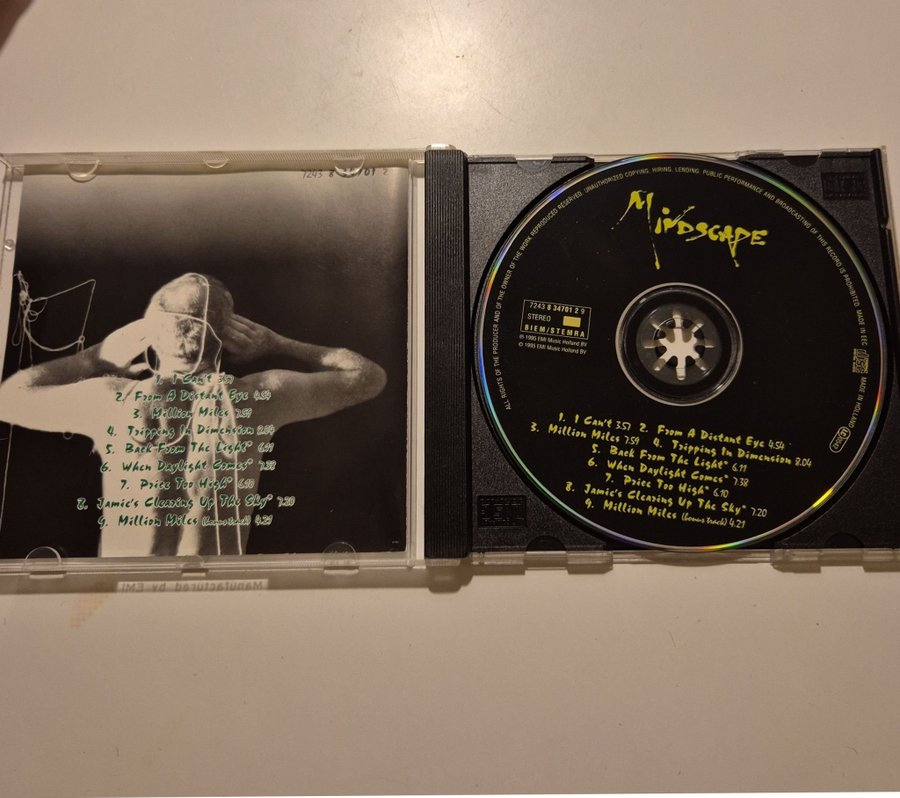 7243 8 34701 2
1. I Can't 3.57
2. From A Distant Eye 4.54
3. Million Miles 7.59
4. Tripping In Dimension 8.04
5. Back From The Light* 6.11
6. When Daylight Comes* 7.38
7. Price Too High* 6.10
8. Jamie's Clearing Up The Sky* 7.20
9. Million Miles (bonus track) 4.21
Manufactured by EMI
ALL RIGHTS OF THE PRODUCER AND OF THE OWNER OF THE WORK REPRODUCED RESERVED. UNAUTHORIZED COPYING, HIRING, LENDING, PUBLIC PERFORMANCE AND BROADCASTING OF THIS RECORD IS PROHIBITED. MADE IN EEC
MINDSCAPE
7243 8 34701 2 9
STEREO
BIEM/STEMRA
℗ 1995 EMI Music Holland BV
© 1995 EMI Music Holland BV
MADE IN HOLLAND
1. I Can't 3.57 2. From A Distant Eye 4.54
3. Million Miles 7.59 4. Tripping In Dimension 8.04
5. Back From The Light* 6.11
6. When Daylight Comes* 7.38
7. Price Too High* 6.10
8. Jamie's Clearing Up The Sky* 7.20
9. Million Miles (bonus track) 4.21